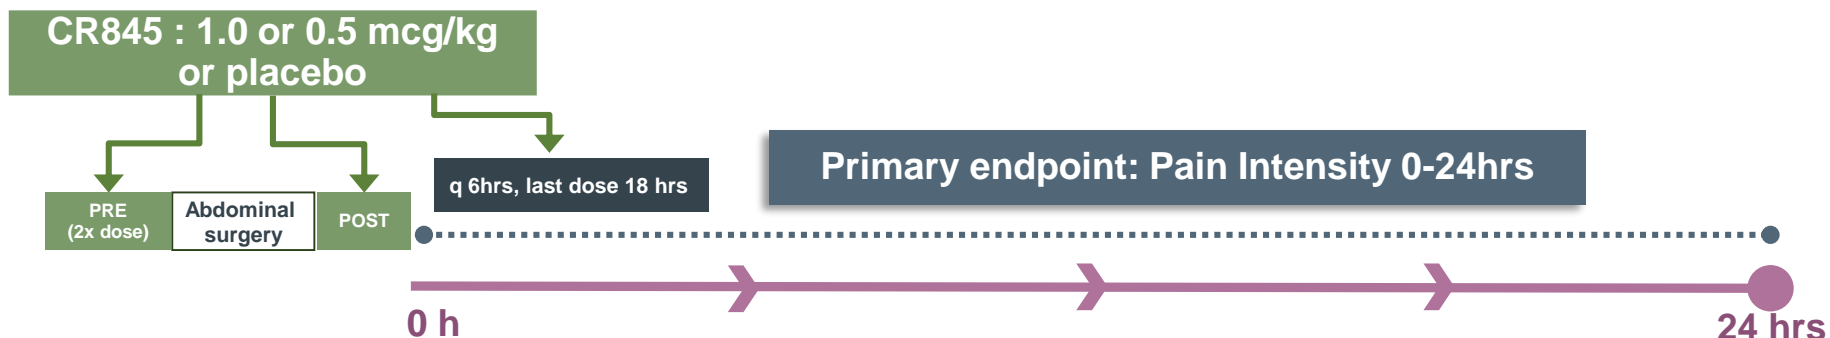 CR845 : 1.0 or 0.5 mcg/kg
or placebo
q 6hrs, last dose 18 hrs
Primary endpoint: Pain Intensity 0-24hrs
PRE
(2x dose)
Abdominal
surgery
POST
0 h
24 hrs